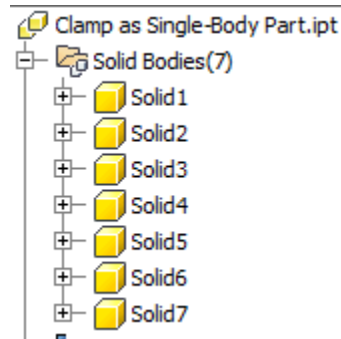 Clamp as Single-Body Part.ipt
Solid Bodies(7)
Solid1
Solid2
Solid3
Solid4
Solid5
Solid6
Solid7